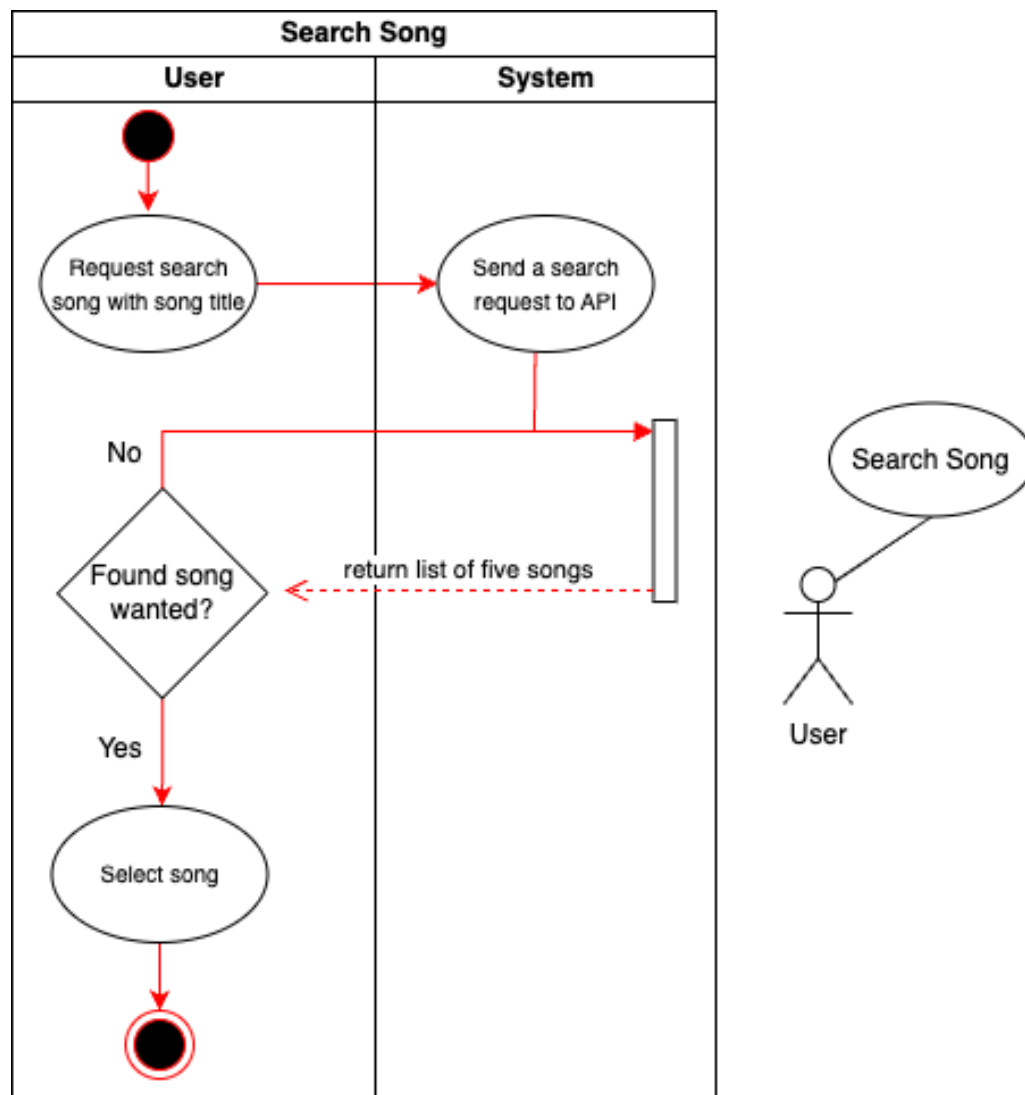 Search Song
User
System
Request search
song with song title
Send a search
request to API
No
Search Song
return list of five songs
Found song
wanted?
User
Yes
Select song